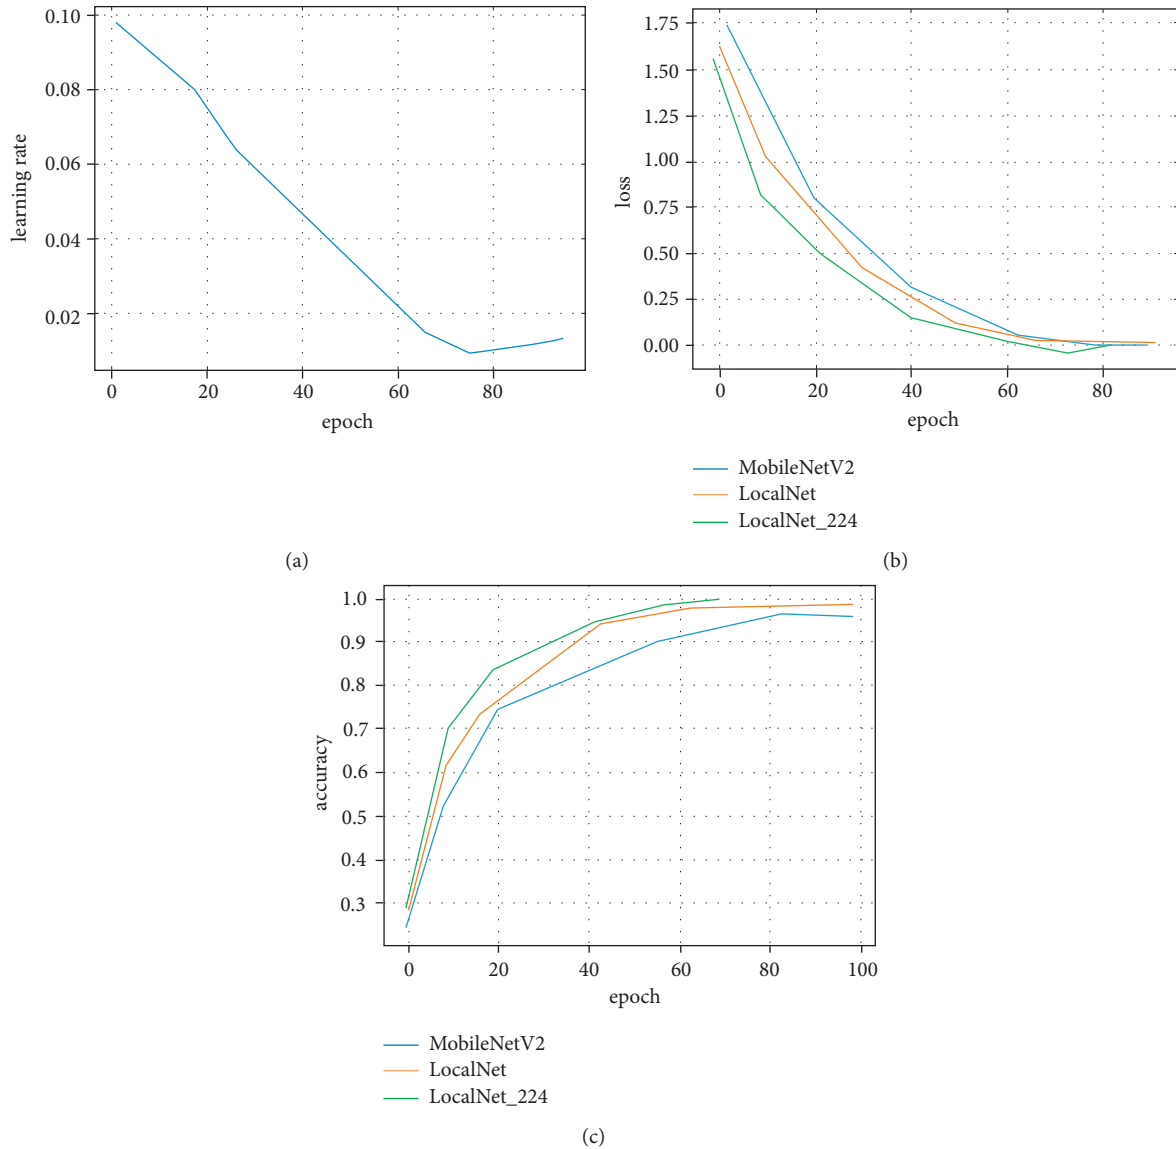 0.10
0.08
0.06
0.04
0.02
learning rate
0 20 40 60 80
epoch
(a)
1.75
1.50
1.25
1.00
0.75
0.50
0.25
0.00
loss
0 20 40 60 80
epoch
MobileNetV2
LocalNet
LocalNet_224
(b)
1.0
0.9
0.8
0.7
0.6
0.5
0.4
0.3
accuracy
0 20 40 60 80 100
epoch
MobileNetV2
LocalNet
LocalNet_224
(c)